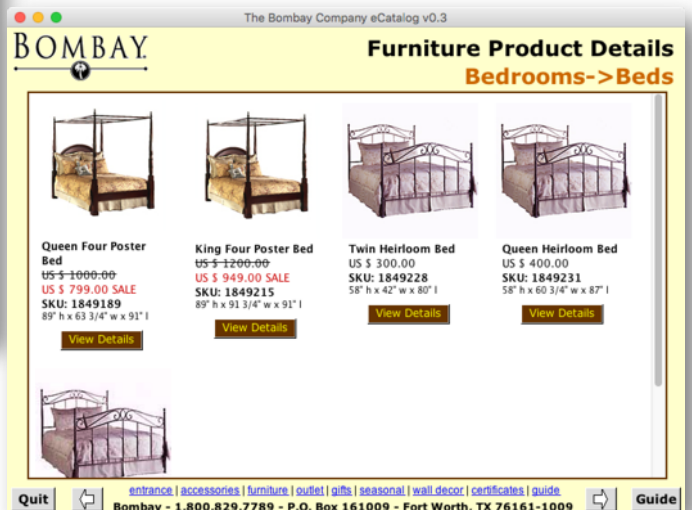 The Bombay Company eCatalog v0.3
BOMBAY
Furniture Product Details
Bedrooms->Beds
Queen Four Poster
Bed
US $ 1000.00
US $ 799.00 SALE
SKU: 1849189
89" h x 63 3/4" w x 91" l
View Details
King Four Poster Bed
US $ 1200.00
US $ 949.00 SALE
SKU: 1849215
89" h x 91 3/4" w x 91" l
View Details
Twin Heirloom Bed
US $ 300.00
SKU: 1849228
58" h x 42" w x 80" l
View Details
Queen Heirloom Bed
US $ 400.00
SKU: 1849231
58" h x 60 3/4" w x 87" l
View Details
Quit
entrance | accessories | furniture | outlet | gifts | seasonal | wall decor | certificates | guide
Bombay - 1.800.829.7789 - P.O. Box 161009 - Fort Worth, TX 76161-1009
Guide